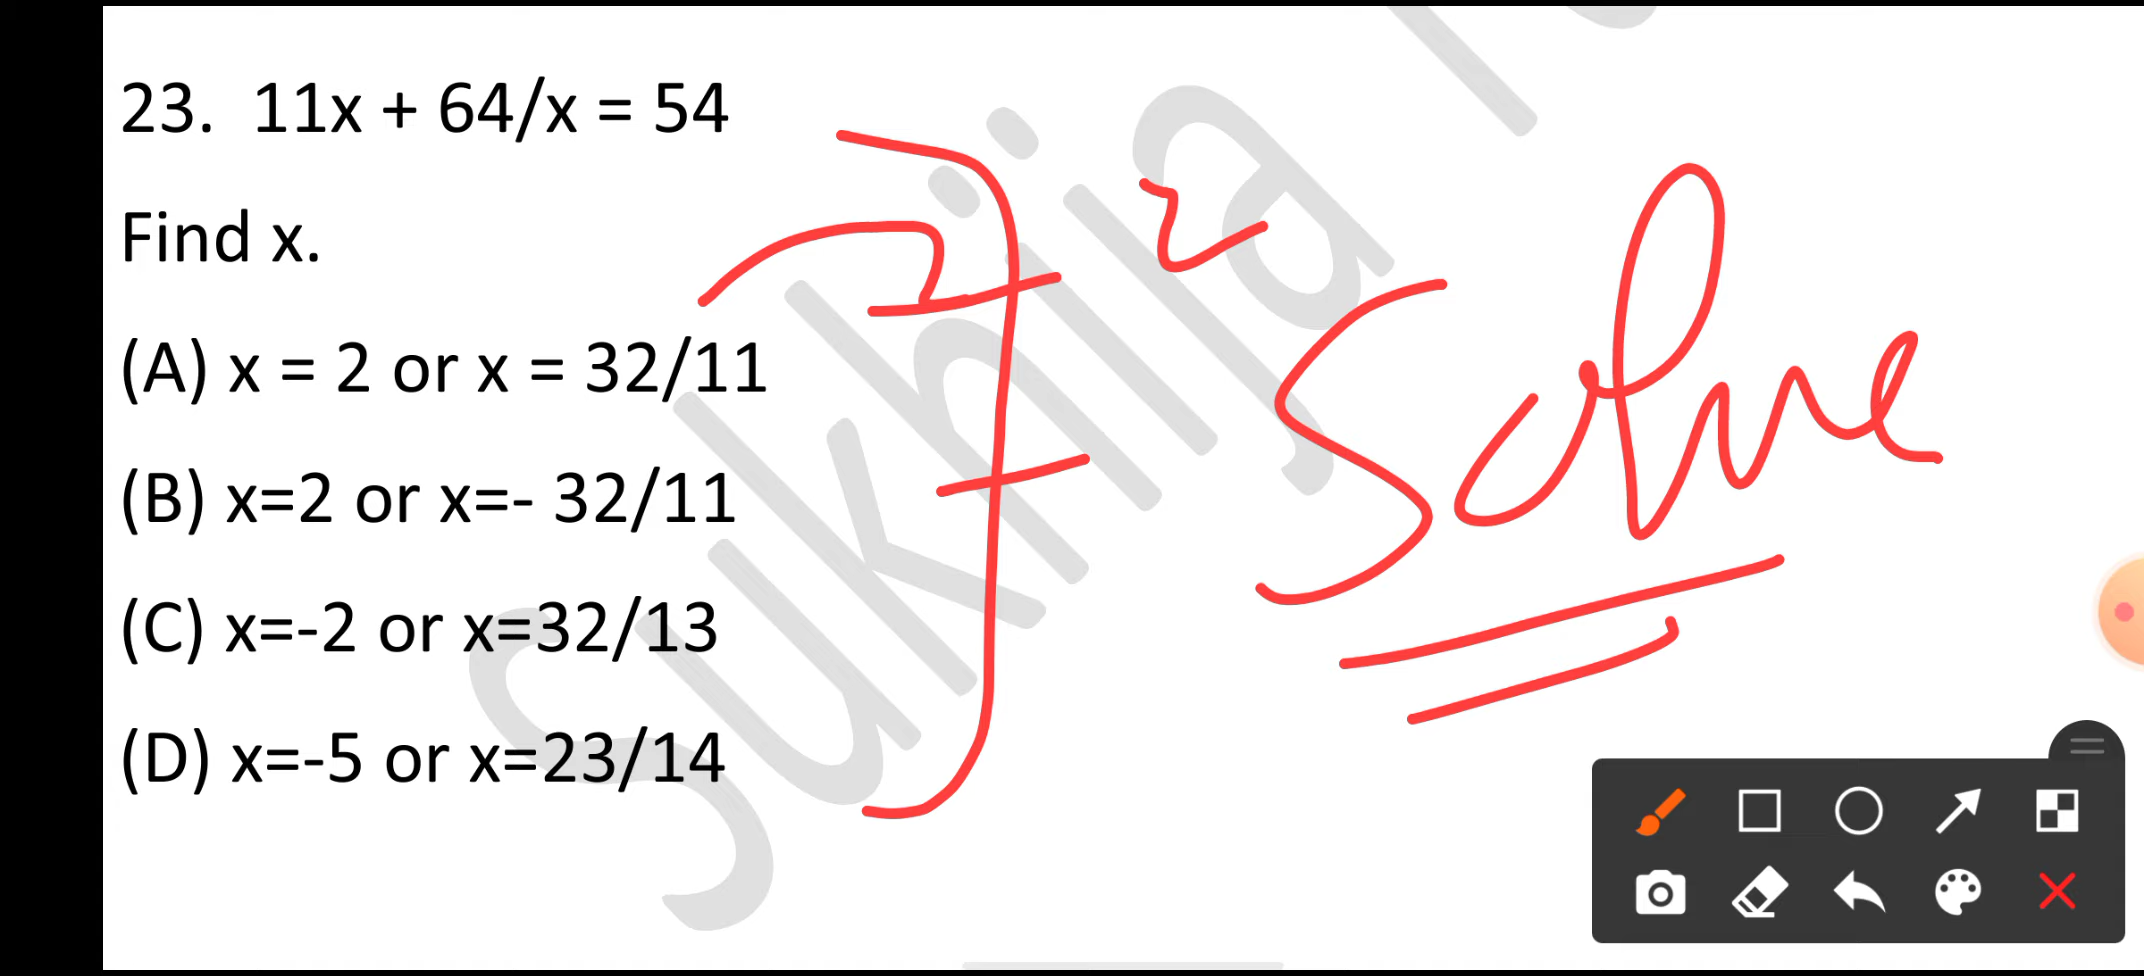 23. 11x + 64/x = 54
Find x.
(A) x = 2 or x = 32/11
(B) x=2 or x=- 32/11
(C) x=-2 or x=32/13
(D) x=-5 or x=23/14
Solve
Sukhija